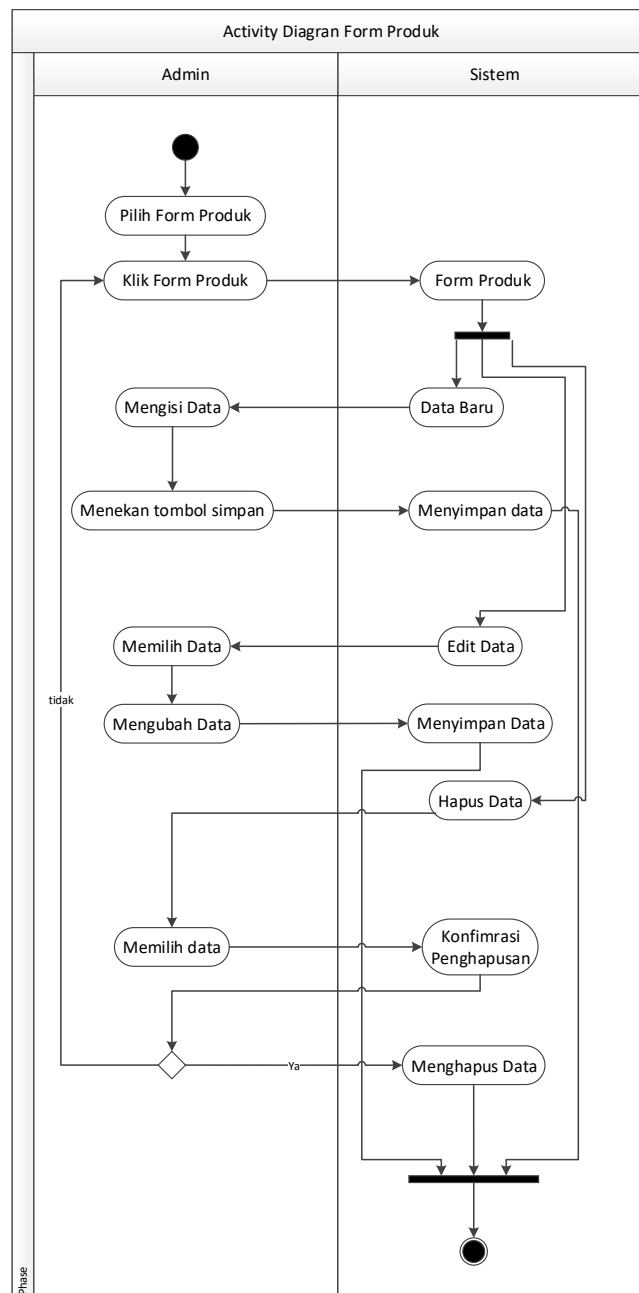 Activity Diagran Form Produk
Admin
Sistem
Pilih Form Produk
Klik Form Produk
Form Produk
Mengisi Data
Data Baru
Menekan tombol simpan
Menyimpan data
Memilih Data
Edit Data
tidak
Mengubah Data
Menyimpan Data
Hapus Data
Memilih data
Konfimrasi
Penghapusan
Ya
Menghapus Data
Phase